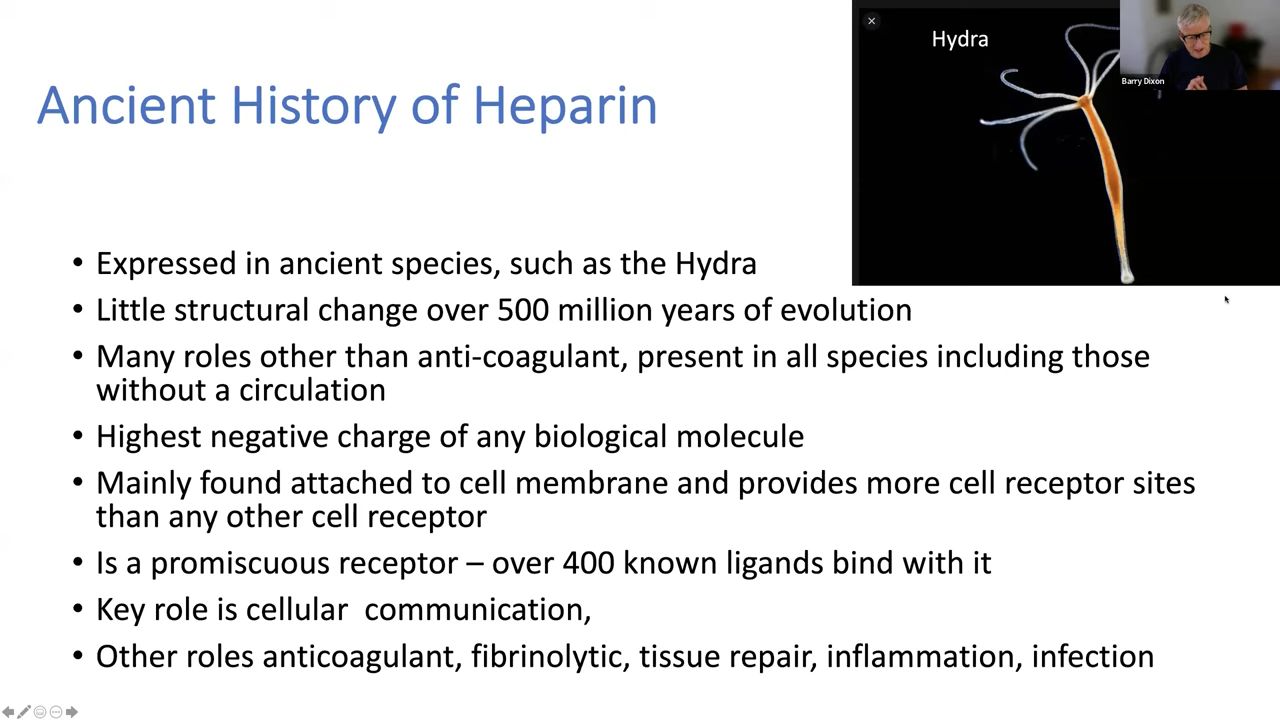 Hydra
Barry Dixon
Ancient History of Heparin
• Expressed in ancient species, such as the Hydra
• Little structural change over 500 million years of evolution
• Many roles other than anti-coagulant, present in all species including those
without a circulation
• Highest negative charge of any biological molecule
• Mainly found attached to cell membrane and provides more cell receptor sites
than any other cell receptor
• Is a promiscuous receptor – over 400 known ligands bind with it
• Key role is cellular  communication,
• Other roles anticoagulant, fibrinolytic, tissue repair, inflammation, infection